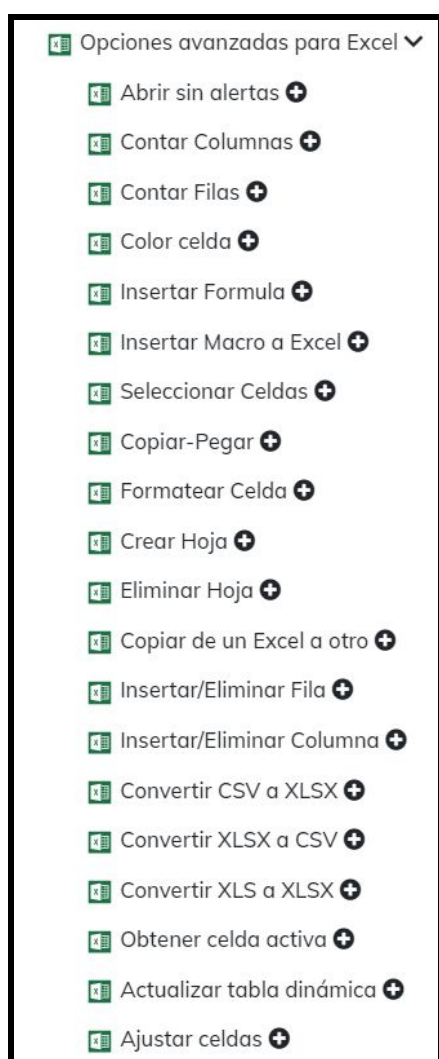 Opciones avanzadas para Excel
Abrir sin alertas
Contar Columnas
Contar Filas
Color celda
Insertar Formula
Insertar Macro a Excel
Seleccionar Celdas
Copiar-Pegar
Formatear Celda
Crear Hoja
Eliminar Hoja
Copiar de un Excel a otro
Insertar/Eliminar Fila
Insertar/Eliminar Columna
Convertir CSV a XLSX
Convertir XLSX a CSV
Convertir XLS a XLSX
Obtener celda activa
Actualizar tabla dinámica
Ajustar celdas